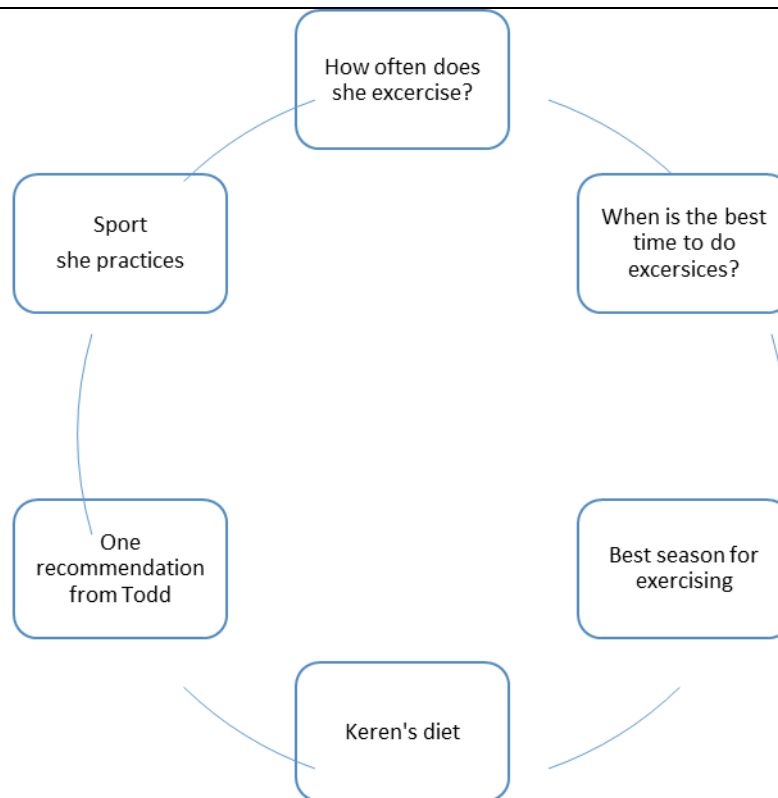 How often does
she excercise?
When is the best
time to do
excersices?
Best season for
exercising
Keren's diet
One
recommendation
from Todd
Sport
she practices